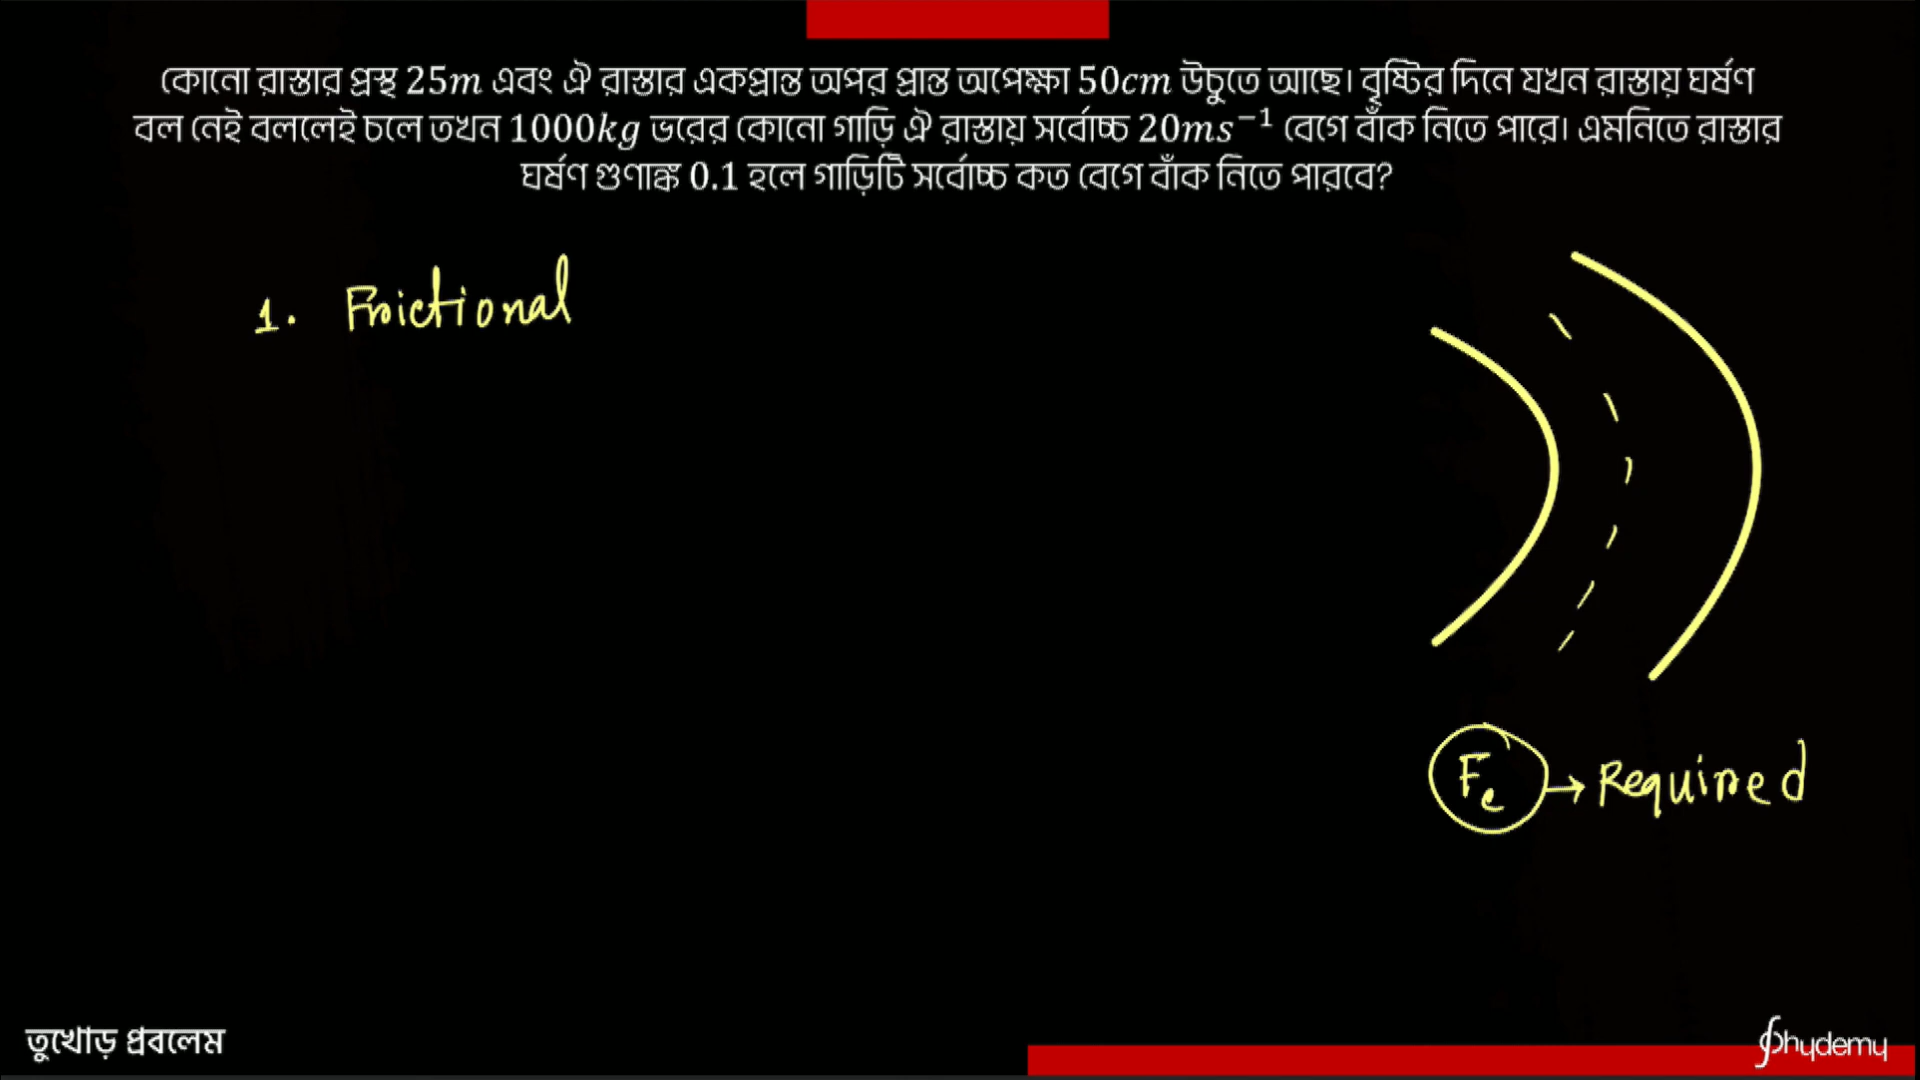 কোনো রাস্তার প্রস্থ 25m এবং ঐ রাস্তার একপ্রান্ত অপর প্রান্ত অপেক্ষা 50cm উচুতে আছে। বৃষ্টির দিনে যখন রাস্তায় ঘর্ষণ
বল নেই বললেই চলে তখন 1000kg ভরের কোনো গাড়ি ঐ রাস্তায় সর্বোচ্চ 20ms⁻¹ বেগে বাঁক নিতে পারে। এমনিতে রাস্তার
ঘর্ষণ গুণাঙ্ক 0.1 হলে গাড়িটি সর্বোচ্চ কত বেগে বাঁক নিতে পারবে?
1. Frictional
Fc → Required
তুখোড় প্রবলেম
Phydemy